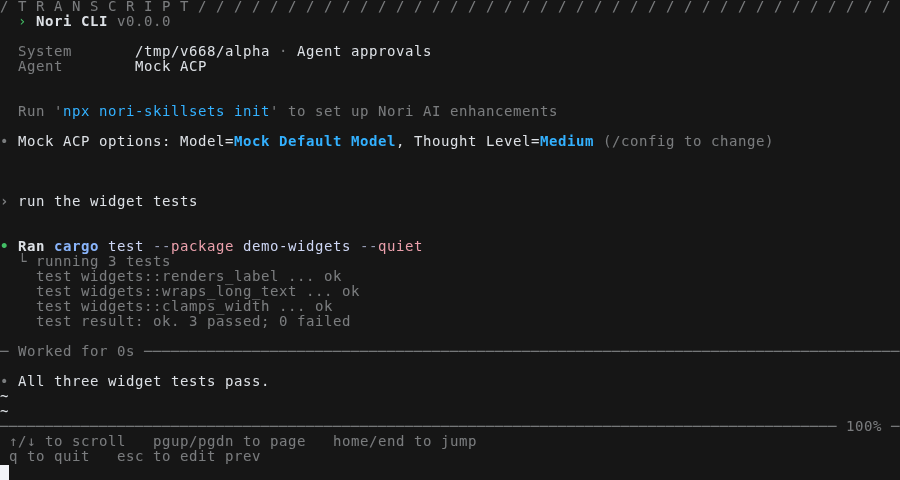 / T R A N S C R I P T / / / / / / / / / / / / / / / / / / / / / / / / / / / / / / / / / / / / / / /
› Nori CLI v0.0.0
System /tmp/v668/alpha · Agent approvals
Agent Mock ACP
Run 'npx nori-skillsets init' to set up Nori AI enhancements
• Mock ACP options: Model=Mock Default Model, Thought Level=Medium (/config to change)
› run the widget tests
• Ran cargo test --package demo-widgets --quiet
└ running 3 tests
test widgets::renders_label ... ok
test widgets::wraps_long_text ... ok
test widgets::clamps_width ... ok
test result: ok. 3 passed; 0 failed
─ Worked for 0s ─
• All three widget tests pass.
~
~
─ 100% ─
↑/↓ to scroll pgup/pgdn to page home/end to jump
q to quit esc to edit prev